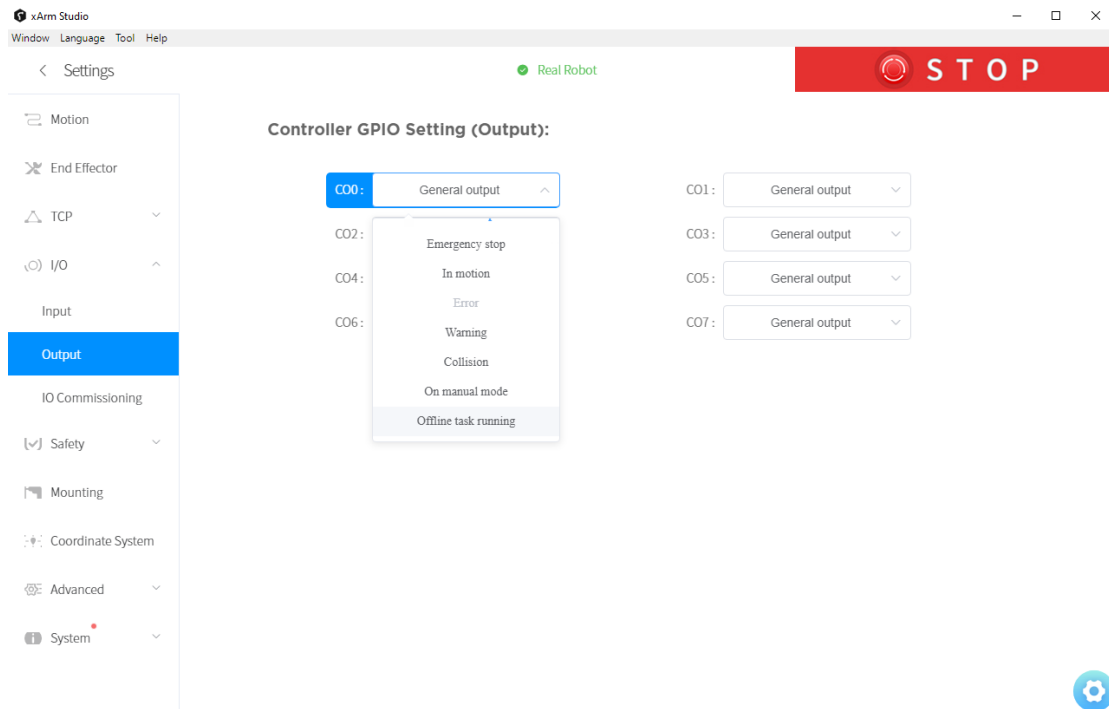 xArm Studio
Window Language Tool Help
Settings
Real Robot
STOP
Motion
End Effector
TCP
I/O
Input
Output
IO Commissioning
Safety
Mounting
Coordinate System
Advanced
System
Controller GPIO Setting (Output):
CO0 : General output
CO1 : General output
CO2 :
CO3 : General output
CO4 :
CO5 : General output
CO6 :
CO7 : General output
Emergency stop
In motion
Error
Warning
Collision
On manual mode
Offline task running